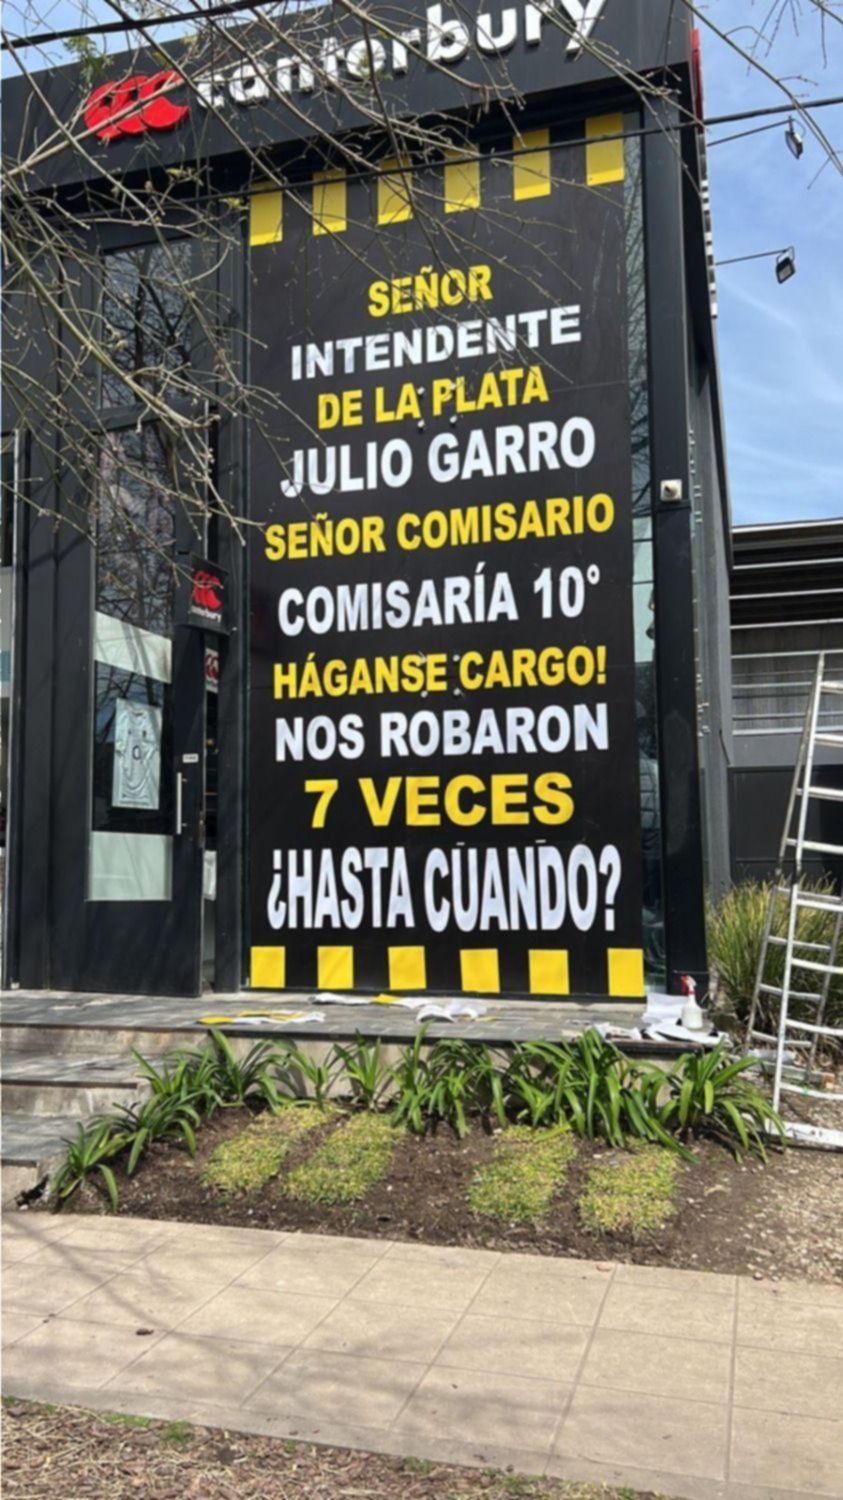 canterbury
SEÑOR
INTENDENTE
DE LA PLATA
JULIO GARRO
SEÑOR COMISARIO
COMISARÍA 10°
HÁGANSE CARGO!
NOS ROBARON
7 VECES
¿HASTA CUANDO?
canterbury